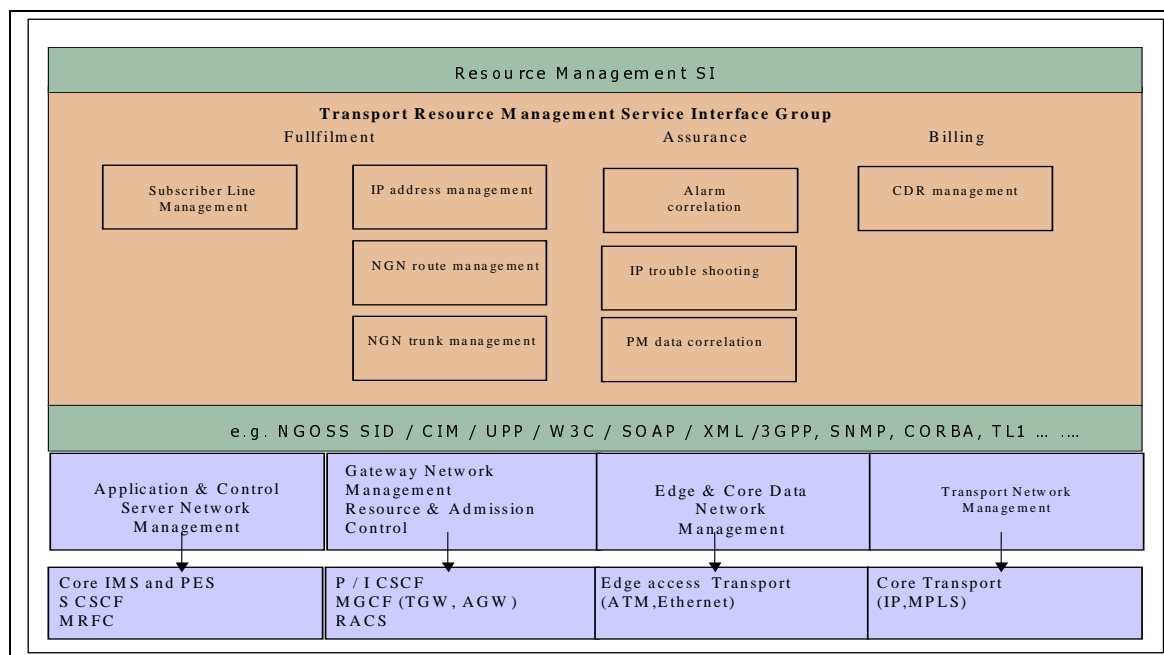 Resource Management SI
Transport Resource Management Service Interface Group
Fullfilment
Assurance
Billing
Subscriber Line
Management
IP address management
Alarm
correlation
CDR management
NGN route management
IP trouble shooting
NGN trunk management
PM data correlation
e.g. NGOSS SID / CIM / UPP / W3C / SOAP / XML /3GPP, SNMP, CORBA, TL1 ... ....
Application & Control
Server Network
Management
Gateway Network
Management
Resource & Admission
Control
Edge & Core Data
Network
Management
Transport Network
Management
Core IMS and PES
S CSCF
MRFC
P / I CSCF
MGCF (TGW, AGW)
RACS
Edge access Transport
(ATM,Ethernet)
Core Transport
(IP,MPLS)